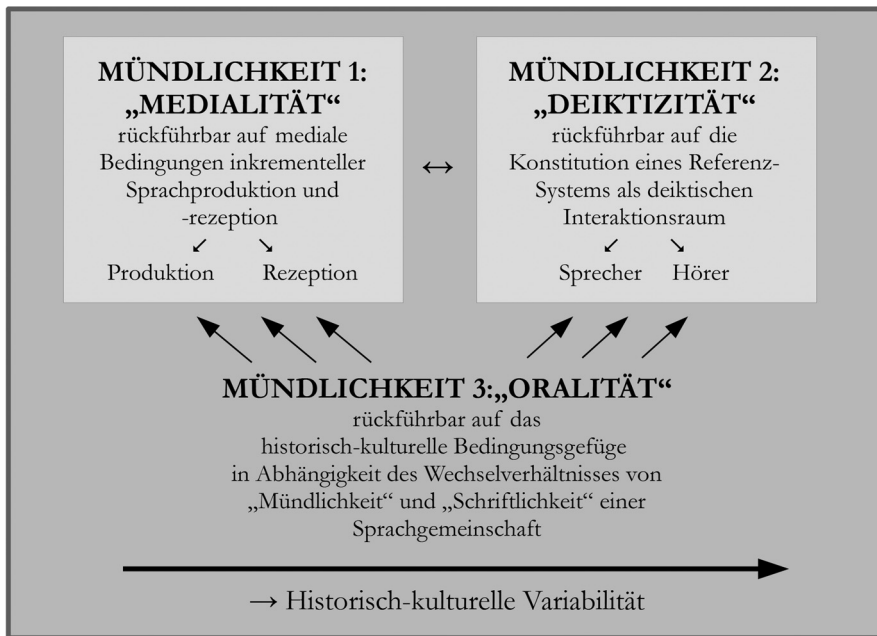 MÜNDLICHKEIT 1:
„MEDIALITÄT“
rückführbar auf mediale
Bedingungen inkrementeller
Sprachproduktion und
-rezeption
↙ ↘
Produktion Rezeption
↔
MÜNDLICHKEIT 2:
„DEIKTIZITÄT“
rückführbar auf die
Konstitution eines Referenz-
Systems als deiktischen
Interaktionsraum
↙ ↘
Sprecher Hörer
MÜNDLICHKEIT 3:„ORALITÄT“
rückführbar auf das
historisch-kulturelle Bedingungsgefüge
in Abhängigkeit des Wechselverhältnisses von
„Mündlichkeit“ und „Schriftlichkeit“ einer
Sprachgemeinschaft
→ Historisch-kulturelle Variabilität